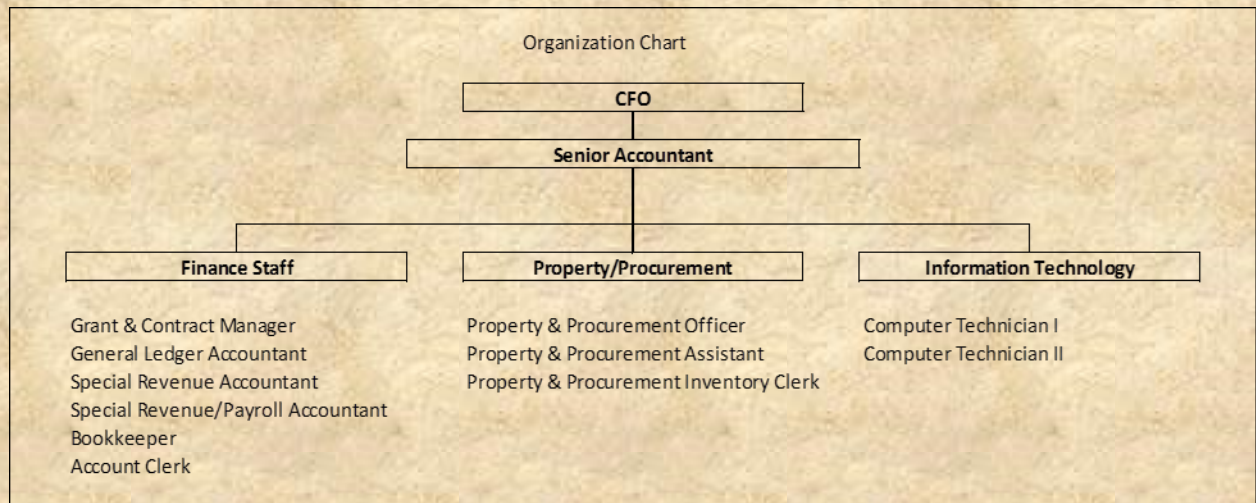 Organization Chart
CFO
Senior Accountant
Finance Staff
Property/Procurement
Information Technology
Grant & Contract Manager
General Ledger Accountant
Special Revenue Accountant
Special Revenue/Payroll Accountant
Bookkeeper
Account Clerk
Property & Procurement Officer
Property & Procurement Assistant
Property & Procurement Inventory Clerk
Computer Technician I
Computer Technician II